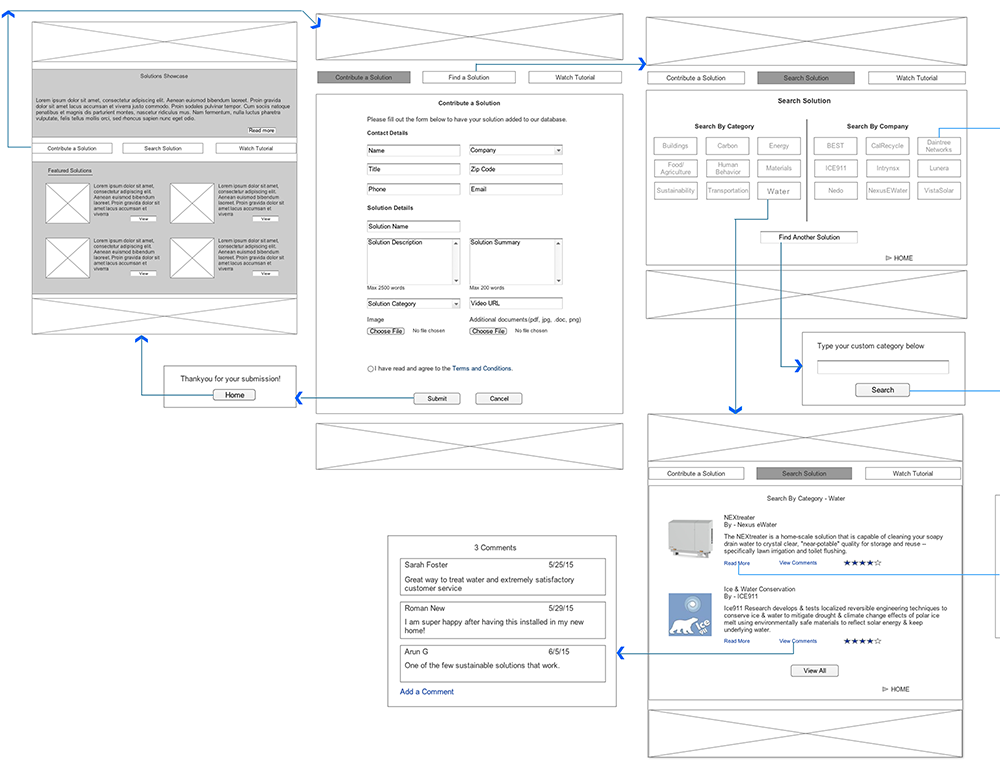 Solutions Showcase
Lorem ipsum dolor sit amet, consectetur adipiscing elit. Aenean euismod bibendum laoreet. Proin gravida
dolor sit amet lacus accumsan et viverra justo commodo. Proin sodales pulvinar tempor. Cum sociis natoque
penatibus et magnis dis parturient montes, nascetur ridiculus mus. Nam fermentum, nulla luctus pharetra
vulputate, felis tellus mollis orci, sed rhoncus sapien nunc eget odio.
Read more
Contribute a Solution
Search Solution
Watch Tutorial
Featured Solutions
Lorem ipsum dolor sit amet,
consectetur adipiscing elit.
Aenean euismod bibendum
laoreet. Proin gravida dolor sit
amet lacus accumsan et
viverra
View
Lorem ipsum dolor sit amet,
consectetur adipiscing elit.
Aenean euismod bibendum
laoreet. Proin gravida dolor sit
amet lacus accumsan et
viverra
View
Lorem ipsum dolor sit amet,
consectetur adipiscing elit.
Aenean euismod bibendum
laoreet. Proin gravida dolor sit
amet lacus accumsan et
viverra
View
Lorem ipsum dolor sit amet,
consectetur adipiscing elit.
Aenean euismod bibendum
laoreet. Proin gravida dolor sit
amet lacus accumsan et
viverra
View
Thankyou for your submission!
Home
Contribute a Solution
Find a Solution
Watch Tutorial
Contribute a Solution
Please fill out the form below to have your solution added to our database.
Contact Details
Name
Company
Title
Zip Code
Phone
Email
Solution Details
Solution Name
Solution Description
Solution Summary
Max 2500 words
Max 200 words
Solution Category
Video URL
Image
Additional documents(pdf, jpg, .doc, png)
Choose File
No file chosen
Choose File
No file chosen
I have read and agree to the Terms and Conditions.
Submit
Cancel
Contribute a Solution
Search Solution
Watch Tutorial
Search Solution
Search By Category
Search By Company
Buildings
Carbon
Energy
BEST
CalRecycle
Daintree
Networks
Food/
Agriculture
Human
Behavior
Materials
ICE911
Intrynsx
Lunera
Sustainability
Transportation
Water
Nedo
NexusEWater
VistaSolar
Find Another Solution
HOME
Type your custom category below
Search
Contribute a Solution
Search Solution
Watch Tutorial
Search By Category - Water
NEXtreater
By - Nexus eWater
The NEXtreater is a home-scale solution that is capable of cleaning your soapy
drain water to crystal clear, "near-potable" quality for storage and reuse –
specifically lawn irrigation and toilet flushing.
Read More
View Comments
Ice & Water Conservation
By - ICE911
Ice911 Research develops & tests localized reversible engineering techniques to
conserve ice & water to mitigate drought & climate change effects of polar ice
melt using environmentally safe materials to reflect solar energy & keep
underlying water.
Ice
911
Read More
View Comments
View All
HOME
3 Comments
Sarah Foster
5/25/15
Great way to treat water and extremely satisfactory
customer service
Roman New
5/29/15
I am super happy after having this installed in my new
home!
Arun G
6/5/15
One of the few sustainable solutions that work.
Add a Comment